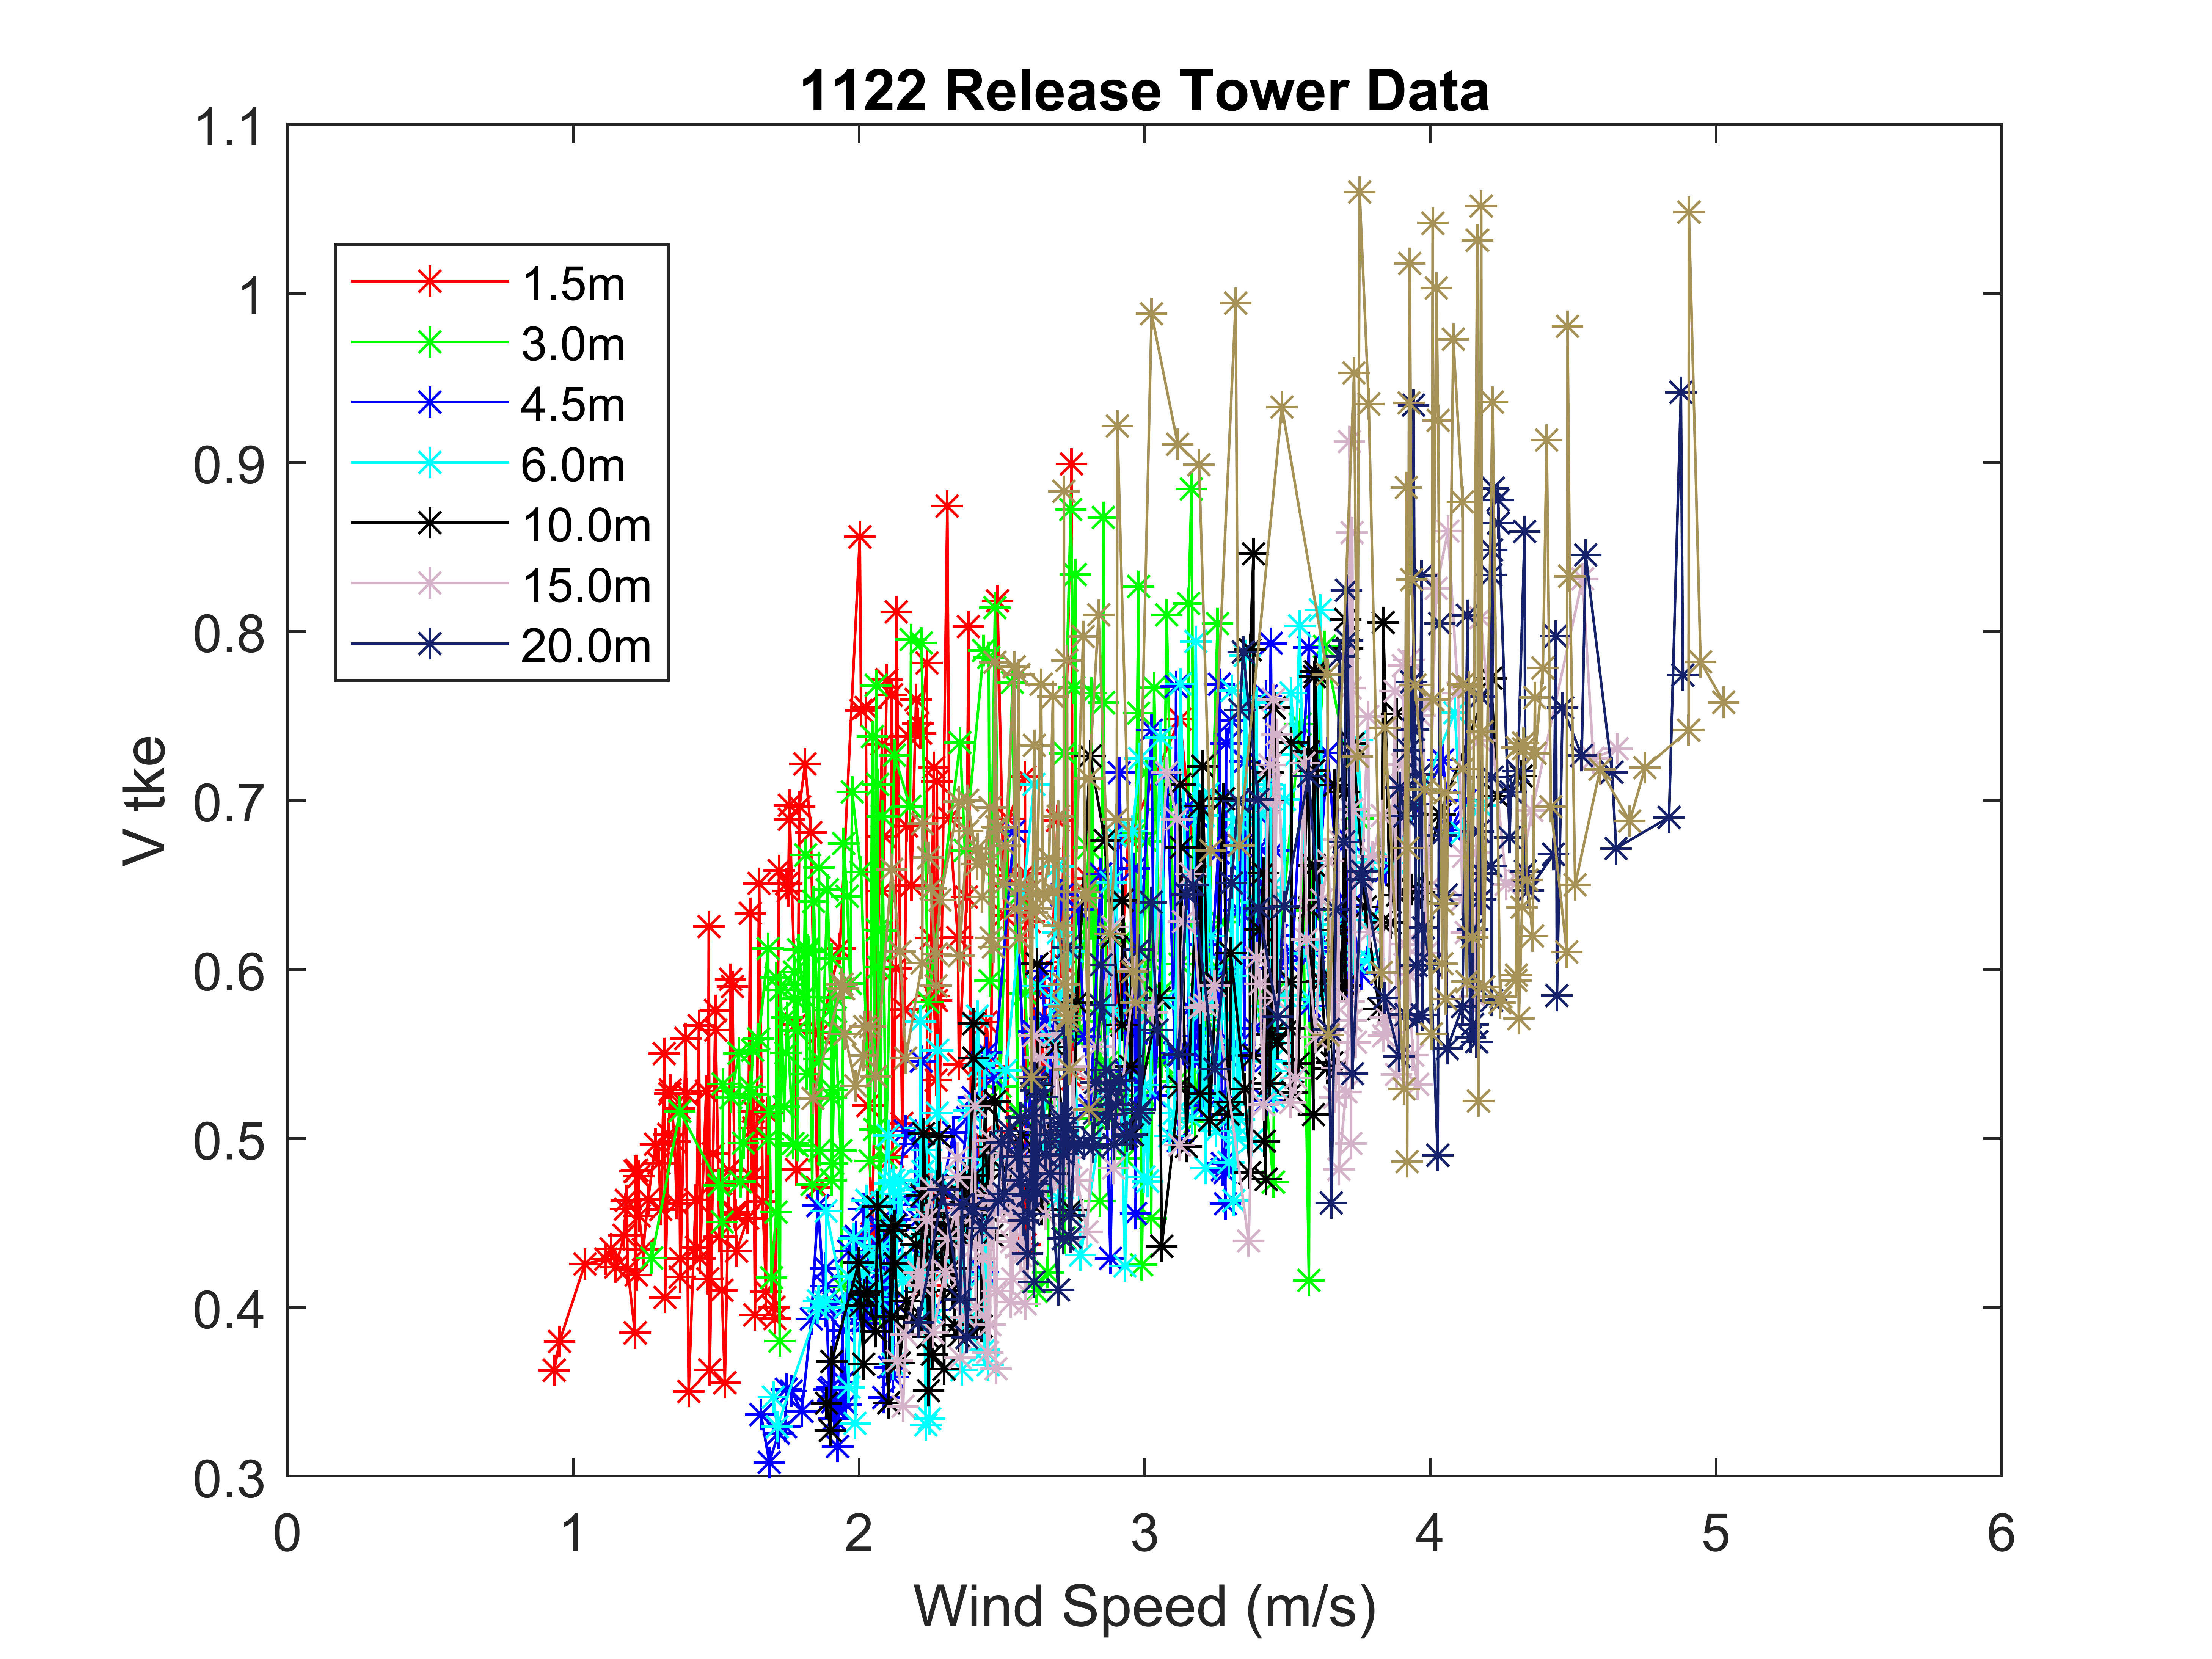 1122 Release Tower Data
1.1
1
0.9
0.8
0.7
0.6
0.5
0.4
0.3
V tke
1.5m
3.0m
4.5m
6.0m
10.0m
15.0m
20.0m
0 1 2 3 4 5 6
Wind Speed (m/s)